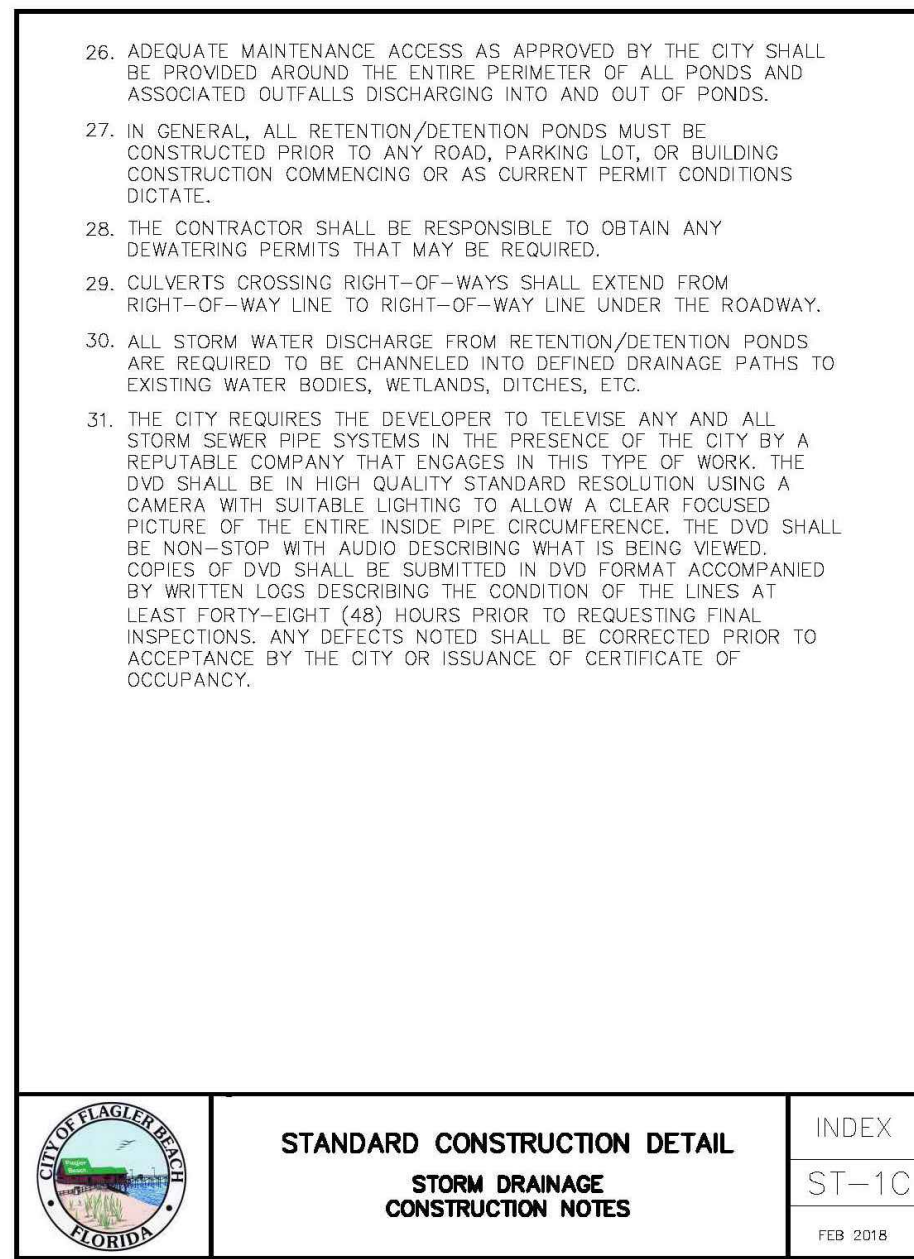 26. ADEQUATE MAINTENANCE ACCESS AS APPROVED BY THE CITY SHALL
BE PROVIDED AROUND THE ENTIRE PERIMETER OF ALL PONDS AND
ASSOCIATED OUTFALLS DISCHARGING INTO AND OUT OF PONDS.
27. IN GENERAL, ALL RETENTION/DETENTION PONDS MUST BE
CONSTRUCTED PRIOR TO ANY ROAD, PARKING LOT, OR BUILDING
CONSTRUCTION COMMENCING OR AS CURRENT PERMIT CONDITIONS
DICTATE.
28. THE CONTRACTOR SHALL BE RESPONSIBLE TO OBTAIN ANY
DEWATERING PERMITS THAT MAY BE REQUIRED.
29. CULVERTS CROSSING RIGHT-OF-WAYS SHALL EXTEND FROM
RIGHT-OF-WAY LINE TO RIGHT-OF-WAY LINE UNDER THE ROADWAY.
30. ALL STORM WATER DISCHARGE FROM RETENTION/DETENTION PONDS
ARE REQUIRED TO BE CHANNELED INTO DEFINED DRAINAGE PATHS TO
EXISTING WATER BODIES, WETLANDS, DITCHES, ETC.
31. THE CITY REQUIRES THE DEVELOPER TO TELEVISE ANY AND ALL
STORM SEWER PIPE SYSTEMS IN THE PRESENCE OF THE CITY BY A
REPUTABLE COMPANY THAT ENGAGES IN THIS TYPE OF WORK. THE
DVD SHALL BE IN HIGH QUALITY STANDARD RESOLUTION USING A
CAMERA WITH SUITABLE LIGHTING TO ALLOW A CLEAR FOCUSED
PICTURE OF THE ENTIRE INSIDE PIPE CIRCUMFERENCE. THE DVD SHALL
BE NON-STOP WITH AUDIO DESCRIBING WHAT IS BEING VIEWED.
COPIES OF DVD SHALL BE SUBMITTED IN DVD FORMAT ACCOMPANIED
BY WRITTEN LOGS DESCRIBING THE CONDITION OF THE LINES AT
LEAST FORTY-EIGHT (48) HOURS PRIOR TO REQUESTING FINAL
INSPECTIONS. ANY DEFECTS NOTED SHALL BE CORRECTED PRIOR TO
ACCEPTANCE BY THE CITY OR ISSUANCE OF CERTIFICATE OF
OCCUPANCY.
CITY OF FLAGLER BEACH
Flagler
Beach
FLORIDA
STANDARD CONSTRUCTION DETAIL
STORM DRAINAGE
CONSTRUCTION NOTES
INDEX
ST-1C
FEB 2018